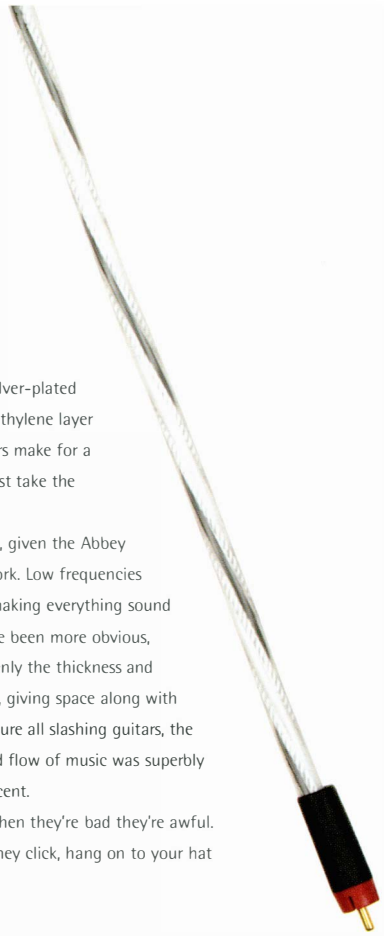 lver-plated
thylene layer
rs make for a
st take the
, given the Abbey
ork. Low frequencies
naking everything sound
e been more obvious,
nly the thickness and
, giving space along with
ure all slashing guitars, the
d flow of music was superbly
cent.
hen they're bad they're awful.
hey click, hang on to your hat